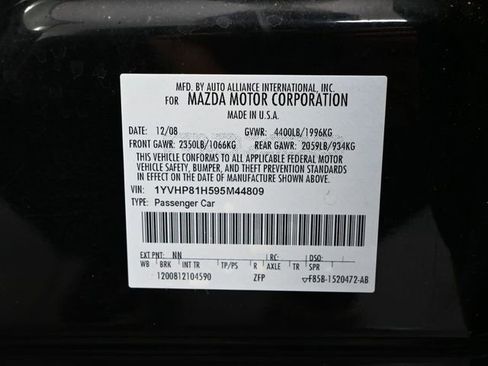 MFD. BY AUTO ALLIANCE INTERNATIONAL, INC.
FOR MAZDA MOTOR CORPORATION
MADE IN U.S.A.
12/08 GVWR: 4400LB/1996KG
FRONT GAWR: 2350LB/1066KG REAR GAWR: 2059LB/934KG
THIS VEHICLE CONFORMS TO ALL APPLICABLE FEDERAL MOTOR
VEHICLE SAFETY, BUMPER, AND THEFT PREVENTION STANDARDS
IN EFFECT ON THE DATE OF MANUFACTURE SHOWN ABOVE.
VIN: 1YVHP81H595M44809
TYPE: Passenger Car
EXT PNT: NN RC: DSO:
WB BRK INT TR TP/PS R AXLE TR SPR
1200812104590 ZFP F85B-1520472-AB